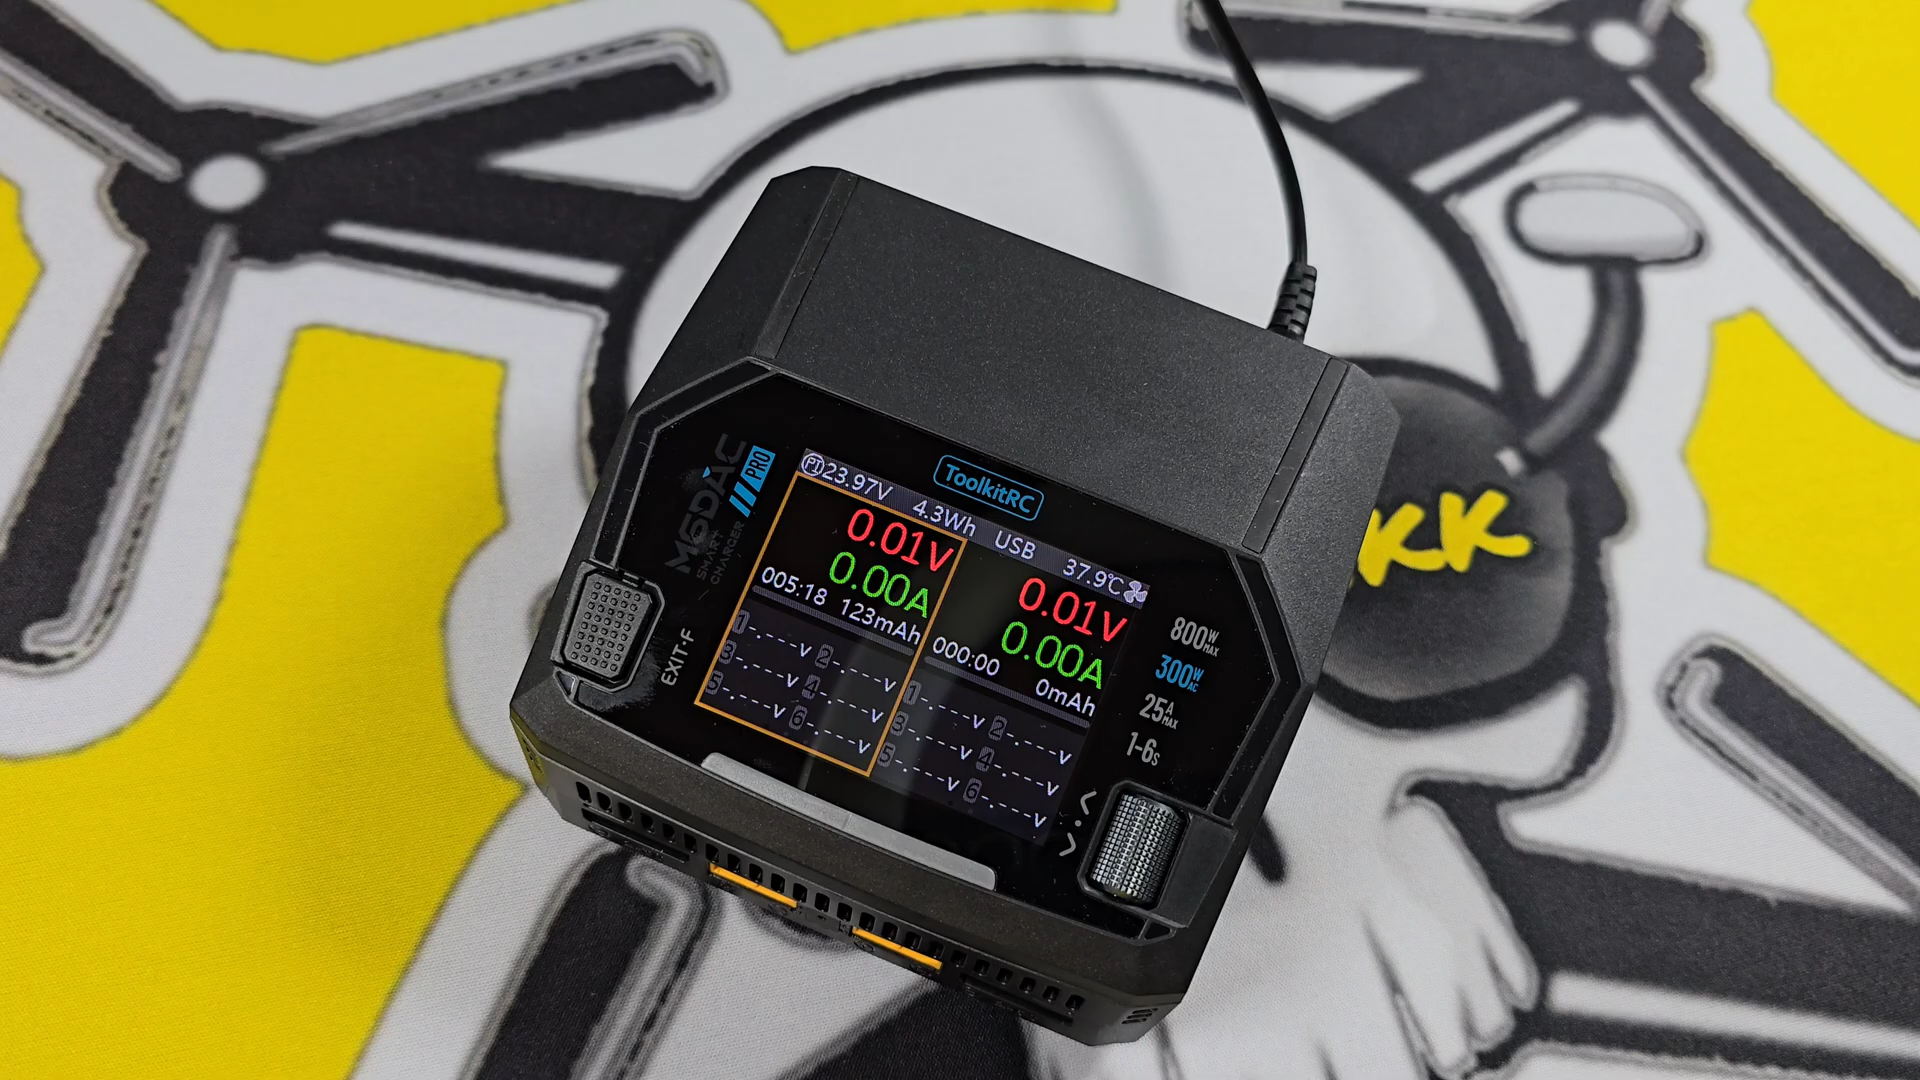 M6DAC
PRO
SMART
CHARGER
ToolkitRC
PI 23.97V 4.3Wh USB 37.9℃
0.01V
0.00A
005:18 123mAh
1 -.---V 2 -.---V
3 -.---V 4 -.---V
5 -.---V 6 -.---V
0.01V
0.00A
000:00 0mAh
1 -.---V 2 -.---V
3 -.---V 4 -.---V
5 -.---V 6 -.---V
800W MAX
300W AC
25A MAX
1-6s
EXIT·F
< · >
KK